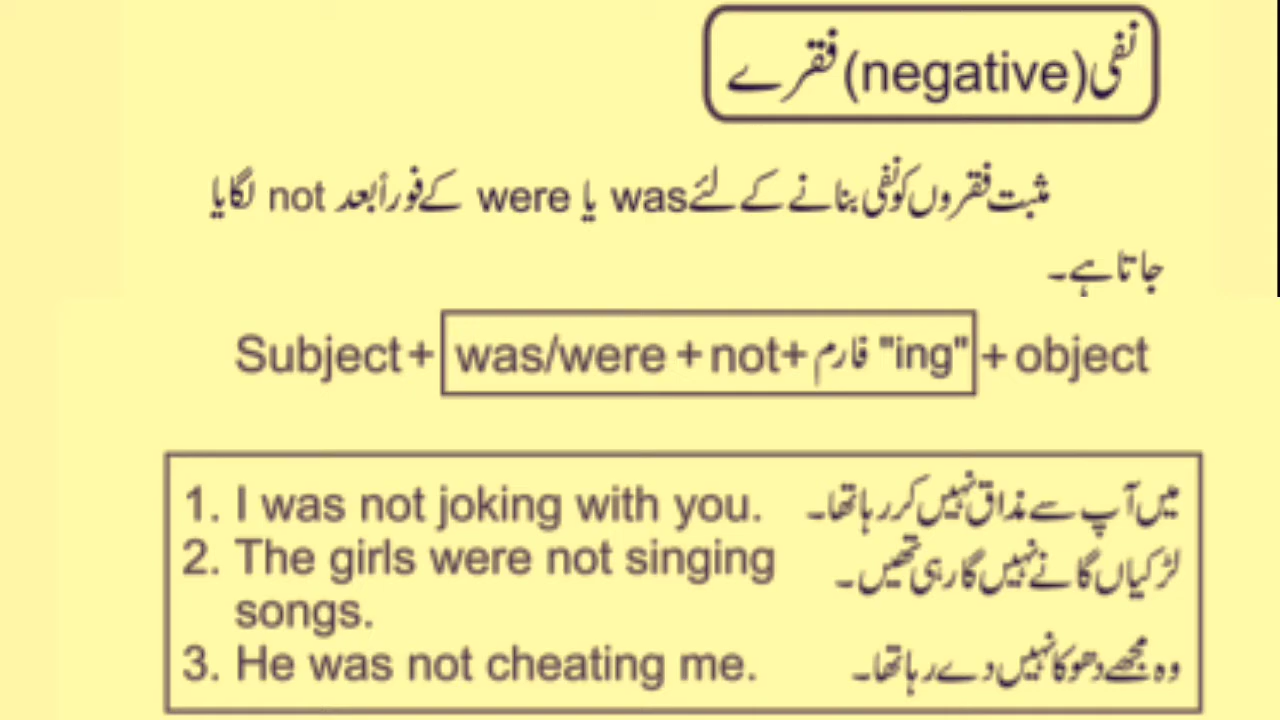 نفی (negative) فقرے
مثبت فقروں کو نفی بنانے کے لئے was یا were کے فوراً بعد not لگایا
جاتا ہے۔
Subject + was/were + not + فارم "ing" + object
1. I was not joking with you. میں آپ سے مذاق نہیں کر رہا تھا۔
2. The girls were not singing لڑکیاں گانے نہیں گا رہی تھیں۔
songs.
3. He was not cheating me. وہ مجھے دھوکا نہیں دے رہا تھا۔